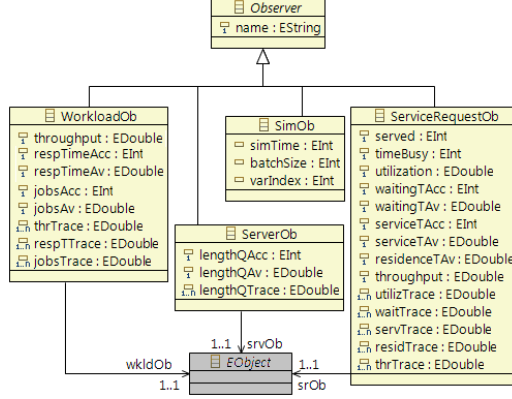 Observer
name : EString
WorkloadOb
throughput : EDouble
respTimeAcc : EInt
respTimeAv : EDouble
jobsAcc : EInt
jobsAv : EDouble
thrTrace : EDouble
respTTrace : EDouble
jobsTrace : EDouble
SimOb
simTime : EInt
batchSize : EInt
varIndex : EInt
ServerOb
lengthQAcc : EInt
lengthQAv : EDouble
lengthQTrace : EDouble
ServiceRequestOb
served : EInt
timeBusy : EInt
utilization : EDouble
waitingTAcc : EInt
waitingTAv : EDouble
serviceTAcc : EInt
serviceTAv : EDouble
residenceTAv : EDouble
throughput : EDouble
utilizTrace : EDouble
waitTrace : EDouble
servTrace : EDouble
residTrace : EDouble
thrTrace : EDouble
1..1 srvOb
wkldOb
1..1
EObject
1..1
srOb